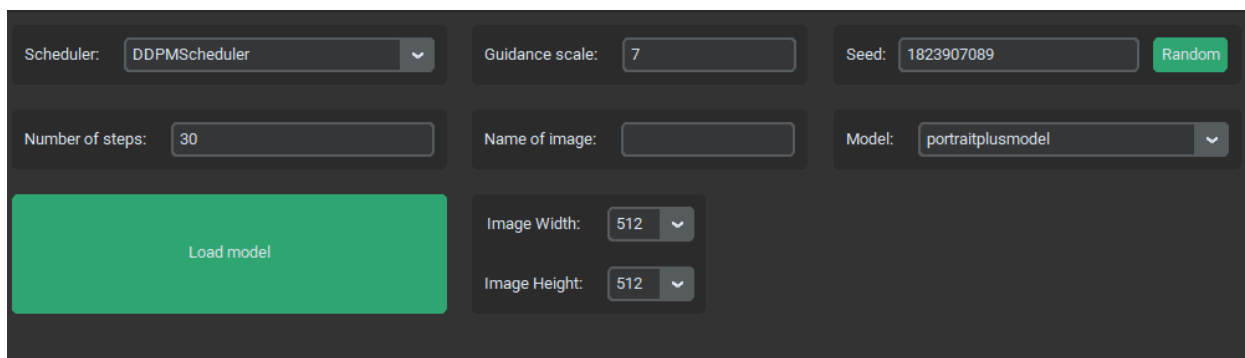 Scheduler: DDPMScheduler Guidance scale: 7 Seed: 1823907089 Random
Number of steps: 30 Name of image: Model: portraitplusmodel
Load model
Image Width: 512
Image Height: 512